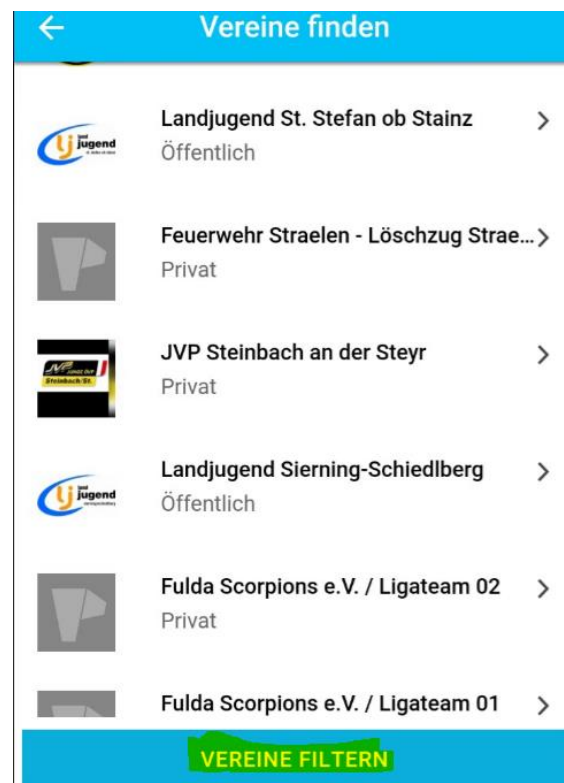 Vereine finden
Landjugend St. Stefan ob Stainz
Öffentlich
Feuerwehr Straelen - Löschzug Strae...
Privat
JVP Steinbach an der Steyr
Privat
Landjugend Sierning-Schiedlberg
Öffentlich
Fulda Scorpions e.V. / Ligateam 02
Privat
Fulda Scorpions e.V. / Ligateam 01
VEREINE FILTERN